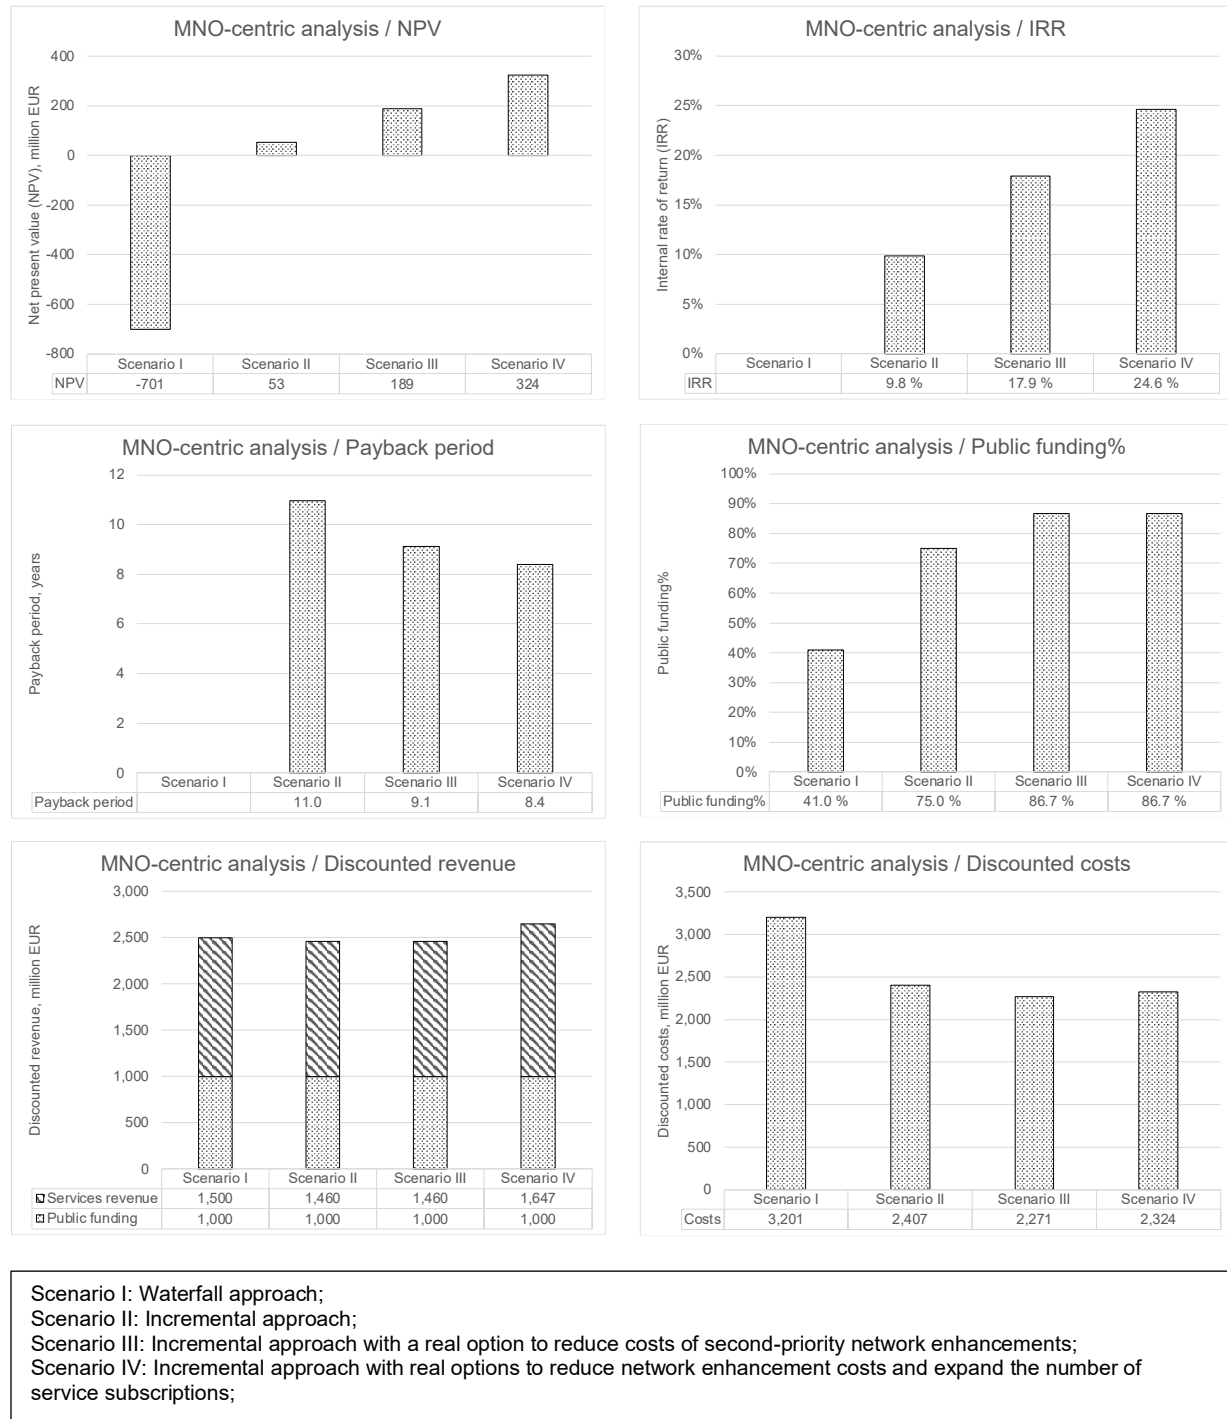 MNO-centric analysis / NPV
Net present value (NPV), million EUR
400
200
0
-200
-400
-600
-800
Scenario I Scenario II Scenario III Scenario IV
NPV -701 53 189 324
MNO-centric analysis / IRR
Internal rate of return (IRR)
30%
25%
20%
15%
10%
5%
0%
Scenario I Scenario II Scenario III Scenario IV
IRR 9.8 % 17.9 % 24.6 %
MNO-centric analysis / Payback period
Payback period, years
12
10
8
6
4
2
0
Scenario I Scenario II Scenario III Scenario IV
Payback period 11.0 9.1 8.4
MNO-centric analysis / Public funding%
Public funding%
100%
90%
80%
70%
60%
50%
40%
30%
20%
10%
0%
Scenario I Scenario II Scenario III Scenario IV
Public funding% 41.0 % 75.0 % 86.7 % 86.7 %
MNO-centric analysis / Discounted revenue
Discounted revenue, million EUR
3,000
2,500
2,000
1,500
1,000
500
0
Scenario I Scenario II Scenario III Scenario IV
Services revenue 1,500 1,460 1,460 1,647
Public funding 1,000 1,000 1,000 1,000
MNO-centric analysis / Discounted costs
Discounted costs, million EUR
3,500
3,000
2,500
2,000
1,500
1,000
500
0
Scenario I Scenario II Scenario III Scenario IV
Costs 3,201 2,407 2,271 2,324
Scenario I: Waterfall approach;
Scenario II: Incremental approach;
Scenario III: Incremental approach with a real option to reduce costs of second-priority network enhancements;
Scenario IV: Incremental approach with real options to reduce network enhancement costs and expand the number of
service subscriptions;